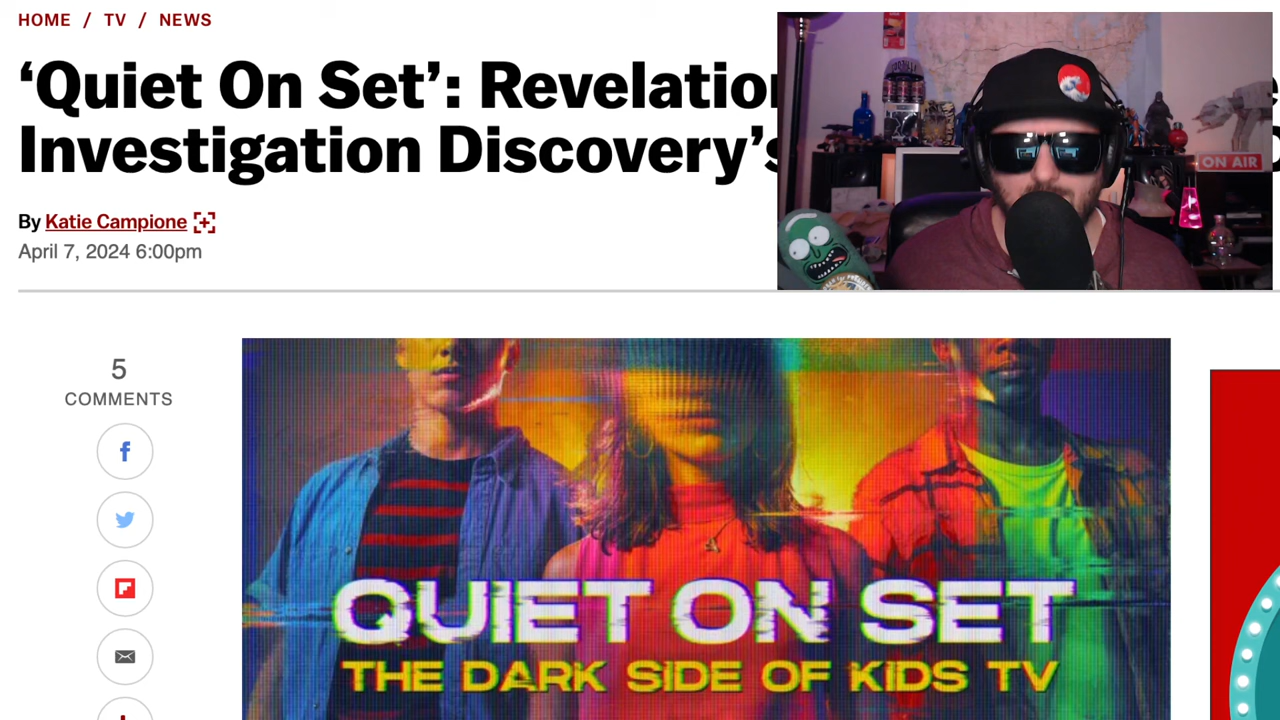 HOME / TV / NEWS
‘Quiet On Set’: Revelation
Investigation Discovery’s
By Katie Campione
April 7, 2024 6:00pm
ON AIR
5
COMMENTS
QUIET ON SET
THE DARK SIDE OF KIDS TV